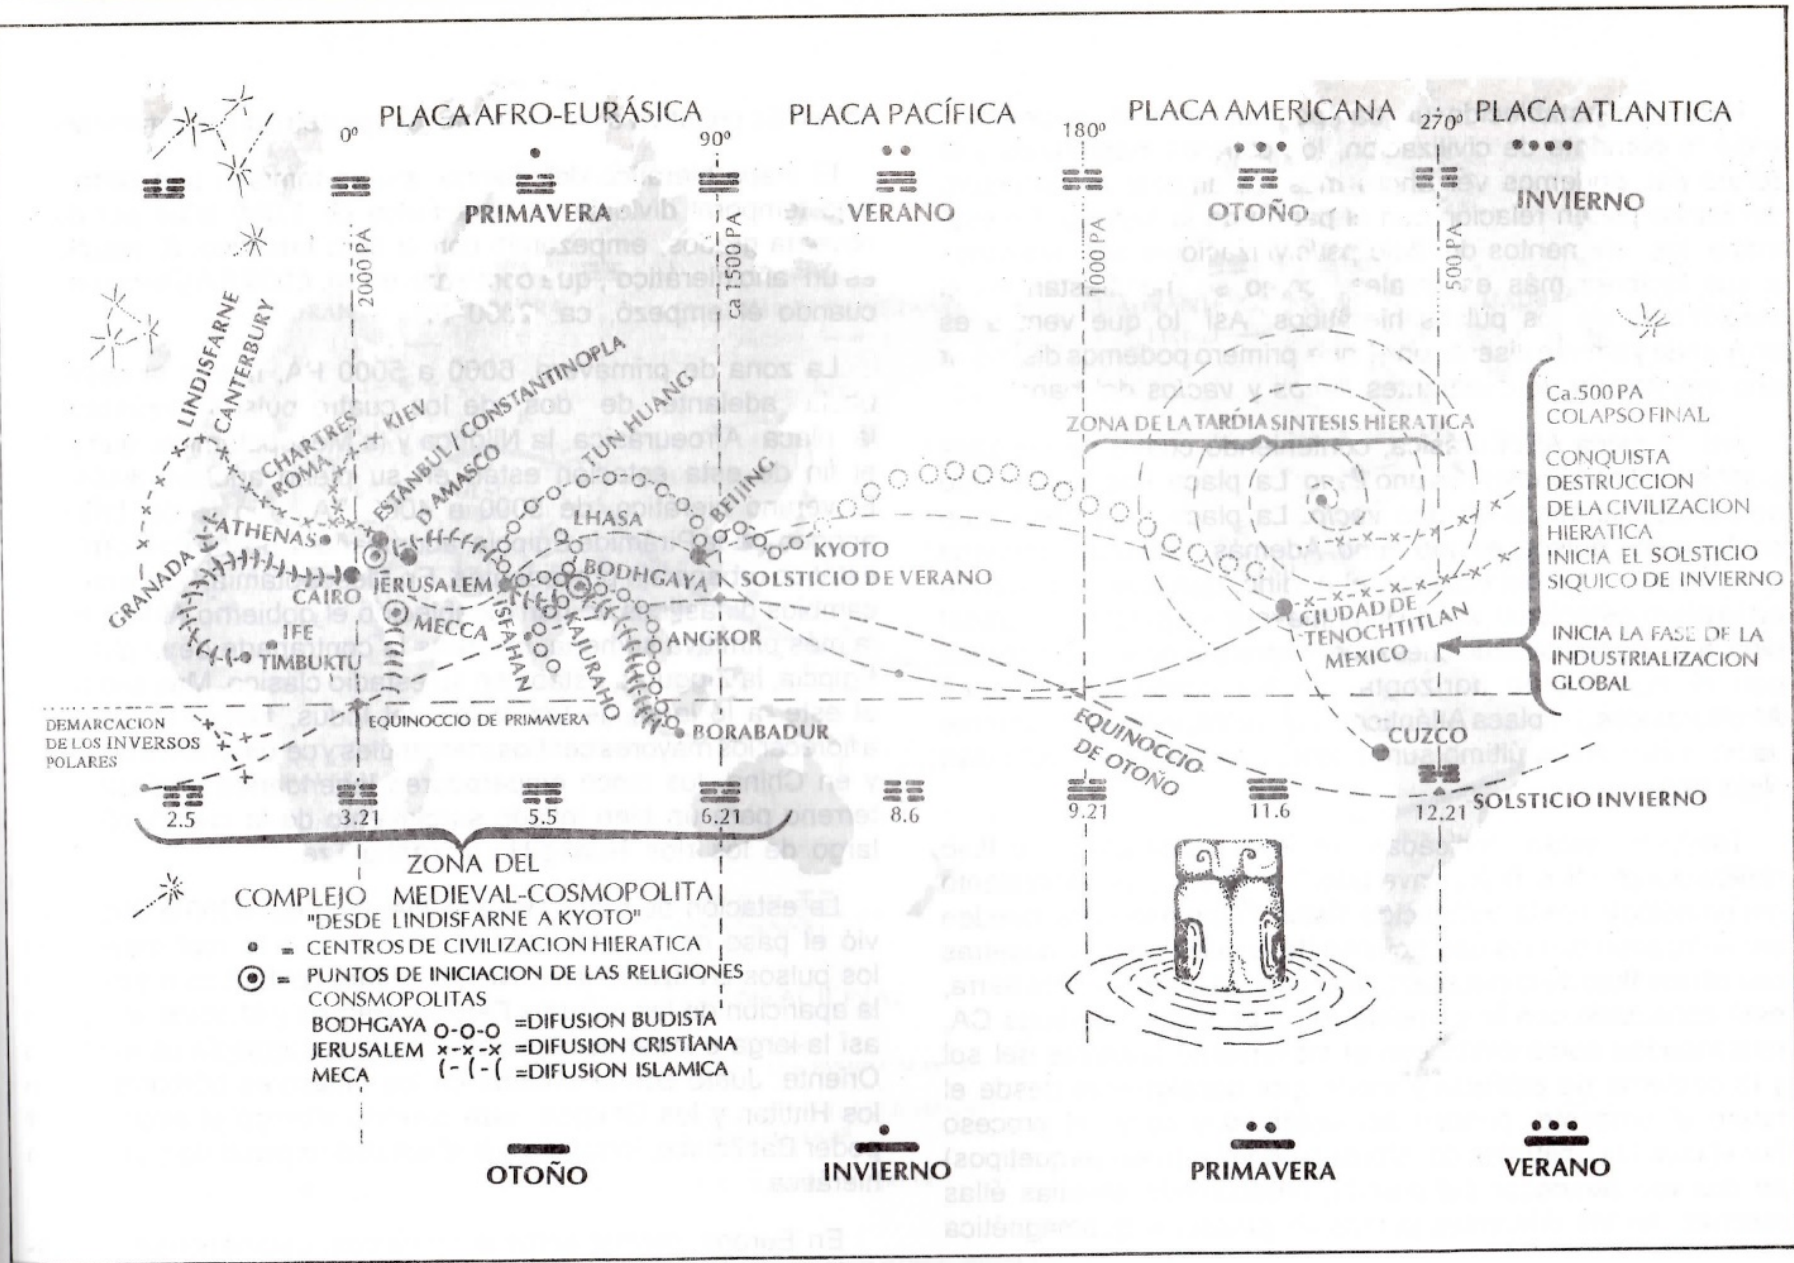 PLACA AFRO-EURÁSICA
PLACA PACÍFICA
PLACA AMERICANA
PLACA ATLANTICA
0º
90º
180º
270º
PRIMAVERA
VERANO
OTOÑO
INVIERNO
2000 PA
ca 1500 PA
1000 PA
500 PA
LINDISFARNE
CANTERBURY
CHARTRES
ROMA
KIEV
ESTANBUL/CONSTANTINOPLA
DAMASCO
TUN HUANG
BEIJING
LHASA
ATHENAS
GRANADA
CAIRO
JERUSALEM
BODHGAYA
KYOTO
SOLSTICIO DE VERANO
MECCA
ISFAHAN
KAJURAHO
ANGKOR
IFE
TIMBUKTU
BORABADUR
EQUINOCCIO DE PRIMAVERA
DEMARCACION
DE LOS INVERSOS
POLARES
ZONA DE LA TARDÍA SINTESIS HIERATICA
Ca.500 PA
COLAPSO FINAL
CONQUISTA
DESTRUCCION
DE LA CIVILIZACION
HIERATICA
INICIA EL SOLSTICIO
SIQUICO DE INVIERNO
INICIA LA FASE DE LA
INDUSTRIALIZACION
GLOBAL
CIUDAD DE
TENOCHTITLAN
MEXICO
CUZCO
EQUINOCCIO
DE OTOÑO
SOLSTICIO INVIERNO
2.5
3.21
5.5
6.21
8.6
9.21
11.6
12.21
ZONA DEL
COMPLEJO MEDIEVAL-COSMOPOLITA
"DESDE LINDISFARNE A KYOTO"
= CENTROS DE CIVILIZACION HIERATICA
= PUNTOS DE INICIACION DE LAS RELIGIONES
CONSMOPOLITAS
BODHGAYA o-o-o =DIFUSION BUDISTA
JERUSALEM x-x-x =DIFUSION CRISTIANA
MECA (-(-( =DIFUSION ISLAMICA
OTOÑO
INVIERNO
PRIMAVERA
VERANO